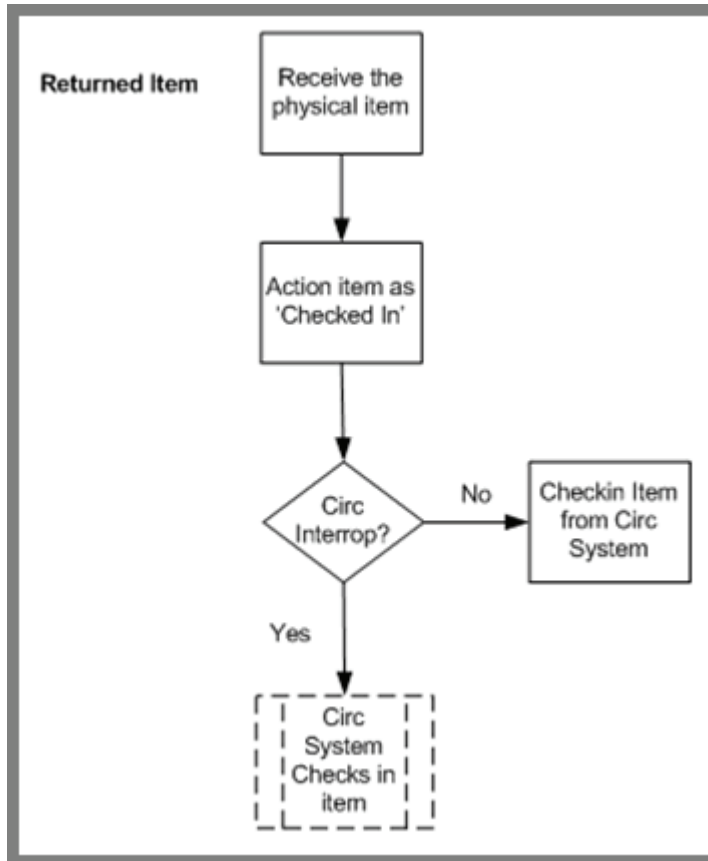 Returned Item
Receive the
physical item
Action item as
'Checked In'
Circ
Interrop?
No
Checkin Item
from Circ
System
Yes
Circ
System
Checks in
item